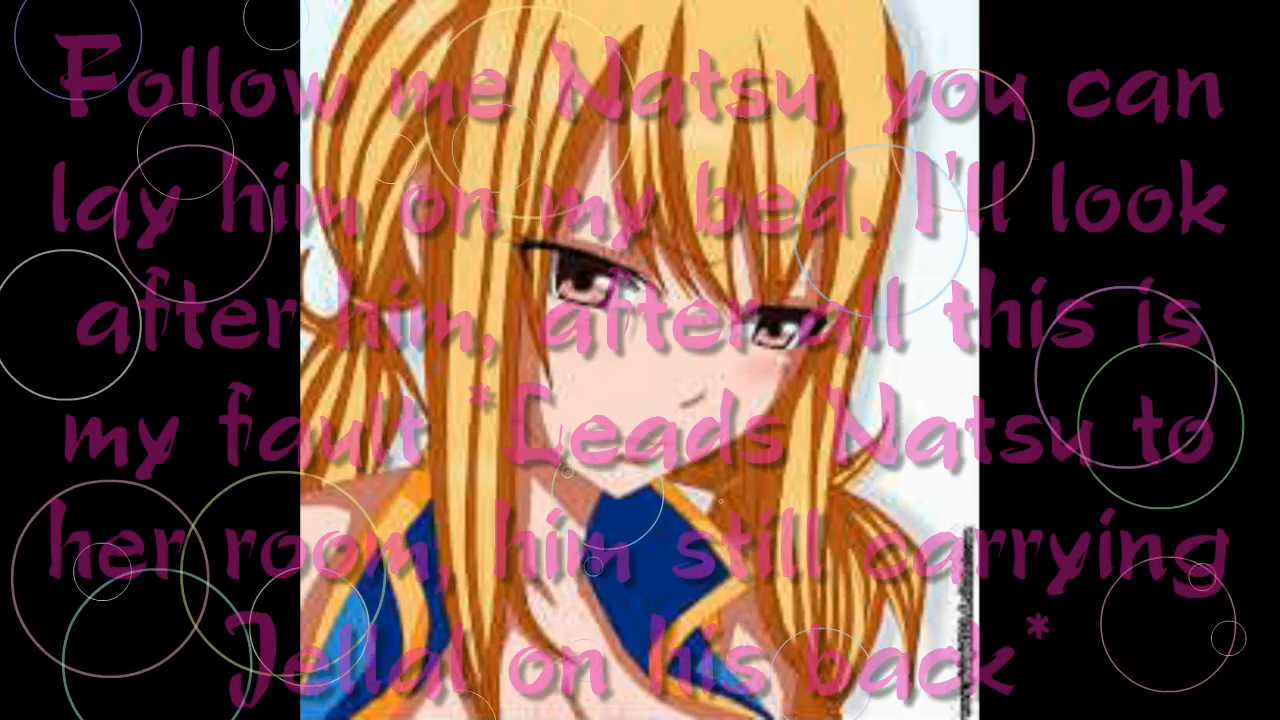 Follow me Natsu, you can
lay him on my bed. I'll look
after him, after all this is
my fault *Leads Natsu to
her room, him still carrying
Jellal on his back*